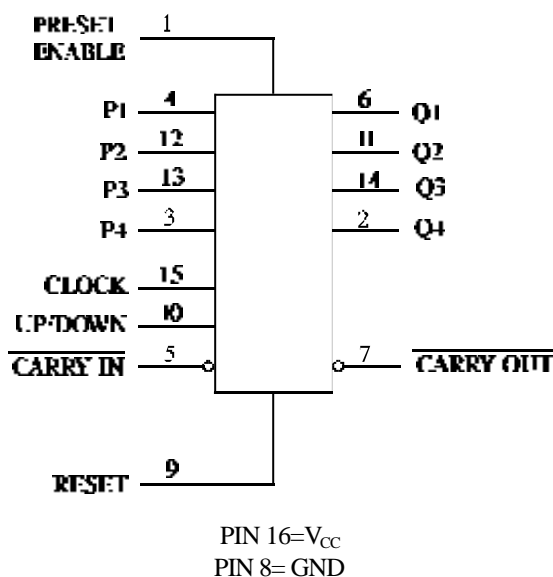 PRESET 1
ENABLE
P1 4 6 Q1
P2 12 11 Q2
P3 13 14 Q3
P4 3 2 Q4
CLOCK 15
UP/DOWN 10
CARRY IN 5 7 CARRY OUT
RESET 9
PIN 16=VCC
PIN 8= GND